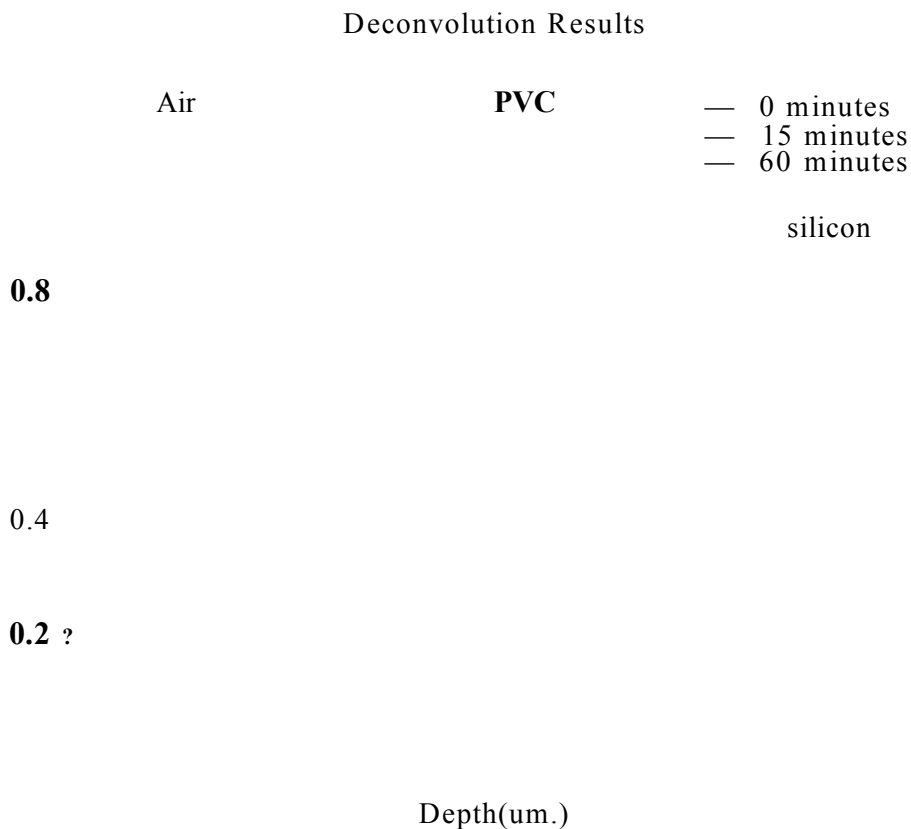 Deconvolution Results
Air PVC — 0 minutes
— 15 minutes
— 60 minutes
silicon
0.8
0.4
0.2 ?
Depth(um.)